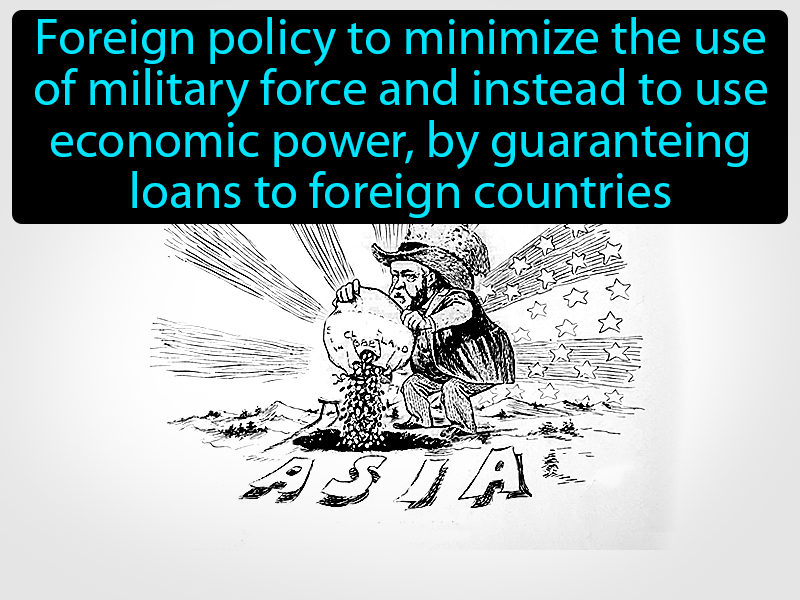 Foreign policy to minimize the use
of military force and instead to use
economic power, by guaranteeing
loans to foreign countries
ASIA